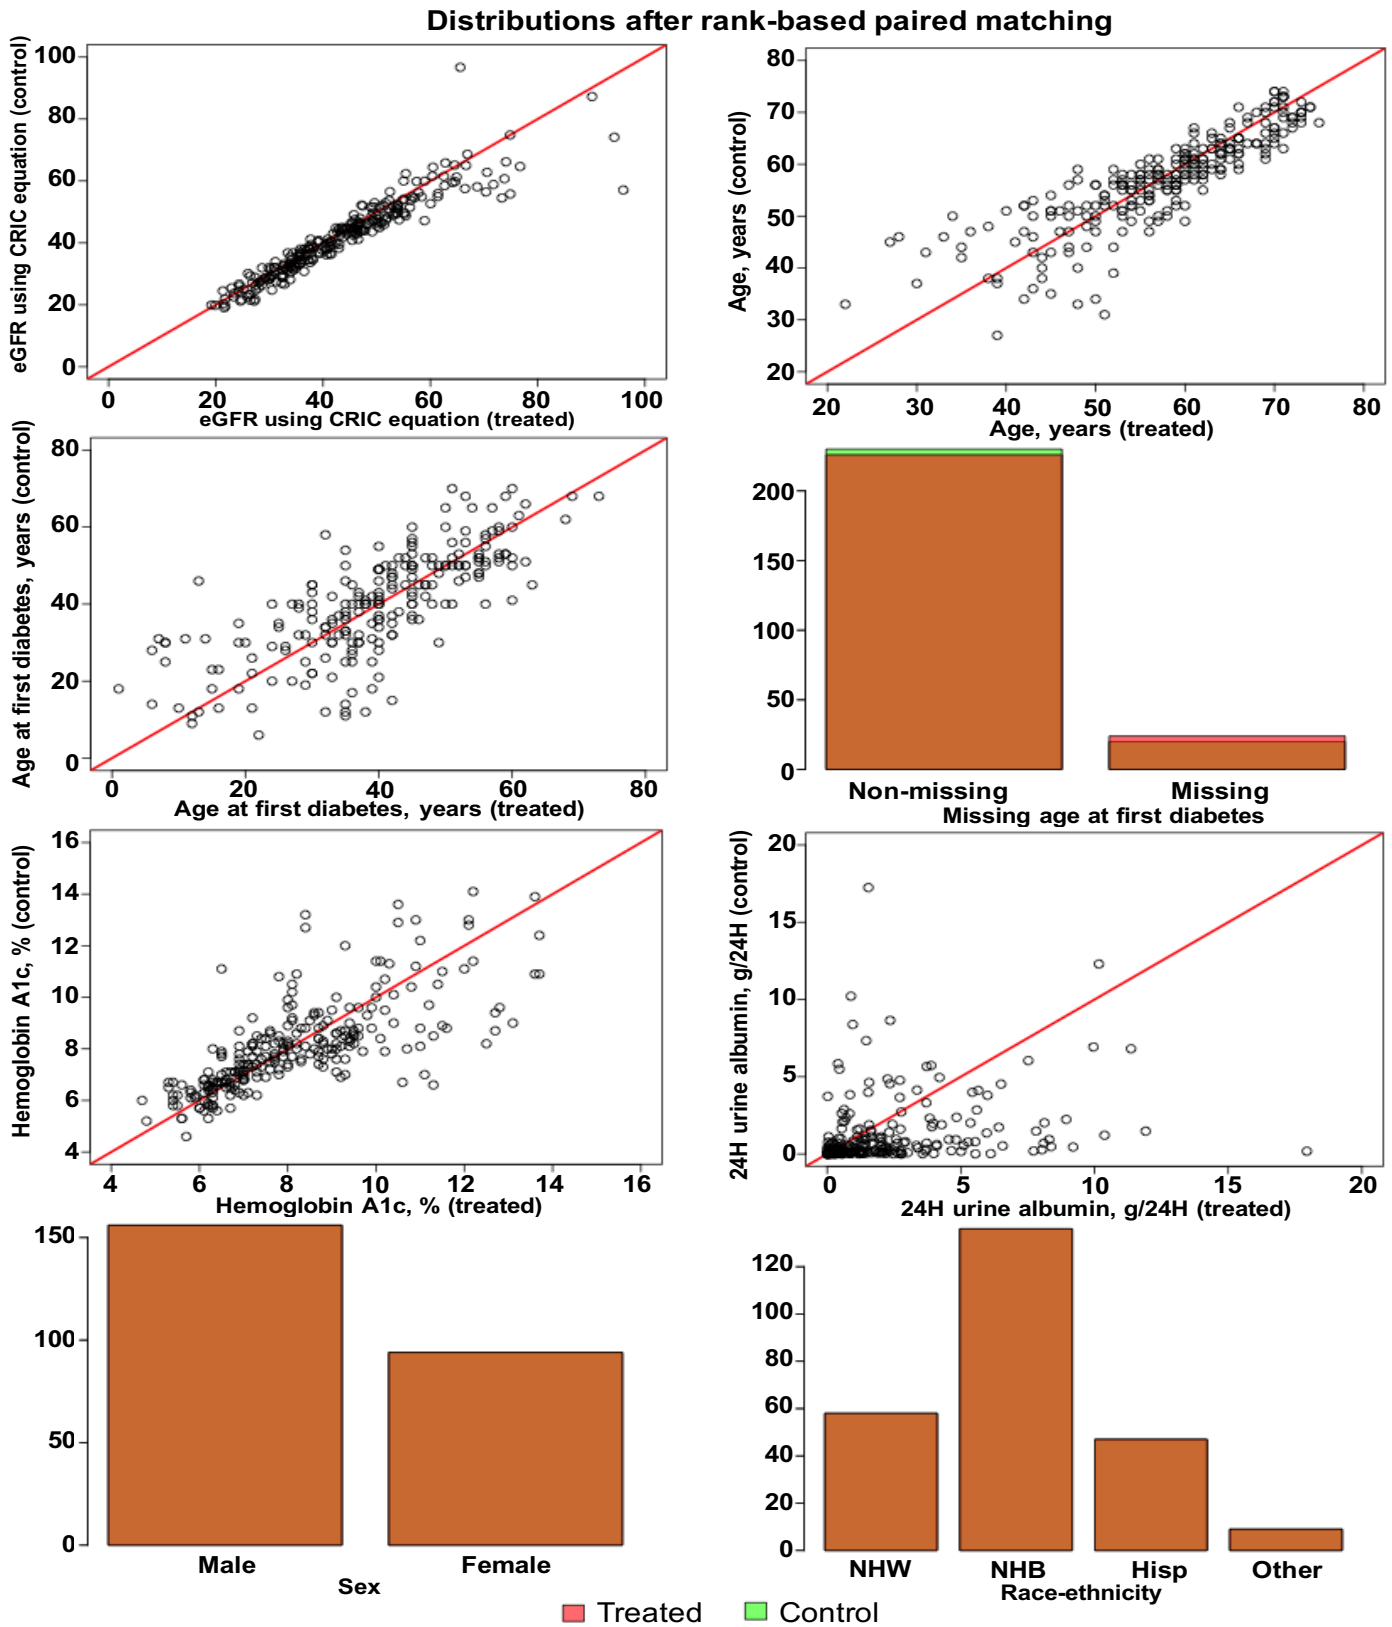 Distributions after rank-based paired matching
eGFR using CRIC equation (control)
100
80
60
40
20
0
0 20 40 60 80 100
eGFR using CRIC equation (treated)
Age, years (control)
80
70
60
50
40
30
20
20 30 40 50 60 70 80
Age, years (treated)
Age at first diabetes, years (control)
80
60
40
20
0
0 20 40 60 80
Age at first diabetes, years (treated)
200
150
100
50
0
Non-missing Missing
Missing age at first diabetes
Hemoglobin A1c, % (control)
16
14
12
10
8
6
4
4 6 8 10 12 14 16
Hemoglobin A1c, % (treated)
24H urine albumin, g/24H (control)
20
15
10
5
0
0 5 10 15 20
24H urine albumin, g/24H (treated)
150
100
50
0
Male Female
Sex
120
100
80
60
40
20
0
NHW NHB Hisp Other
Race-ethnicity
Treated Control